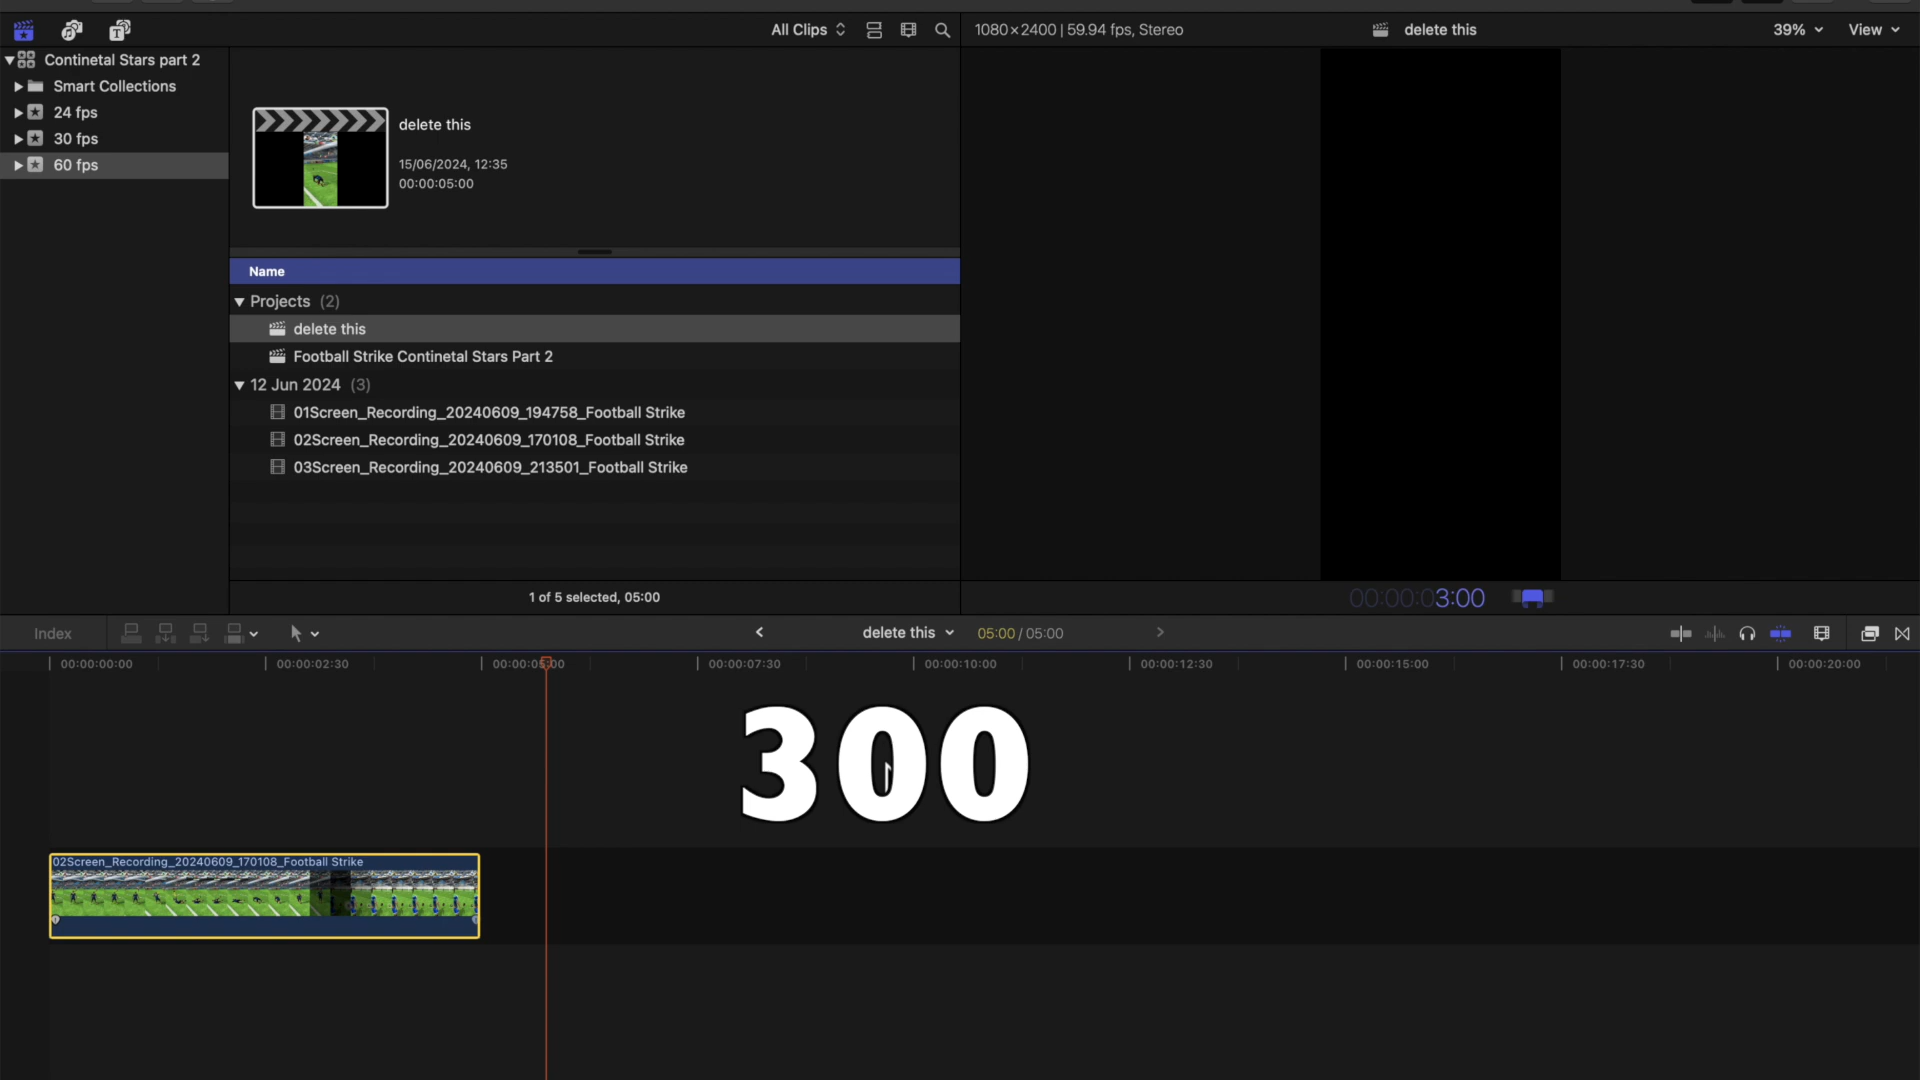 All Clips
1080×2400 | 59.94 fps, Stereo
delete this
39%
View
Continetal Stars part 2
Smart Collections
24 fps
30 fps
60 fps
delete this
15/06/2024, 12:35
00:00:05:00
Name
Projects (2)
delete this
Football Strike Continetal Stars Part 2
12 Jun 2024 (3)
01Screen_Recording_20240609_194758_Football Strike
02Screen_Recording_20240609_170108_Football Strike
03Screen_Recording_20240609_213501_Football Strike
1 of 5 selected, 05:00
00:00:03:00
Index
delete this
05:00 / 05:00
00:00:00:00
00:00:02:30
00:00:05:00
00:00:07:30
00:00:10:00
00:00:12:30
00:00:15:00
00:00:17:30
00:00:20:00
300
02Screen_Recording_20240609_170108_Football Strike